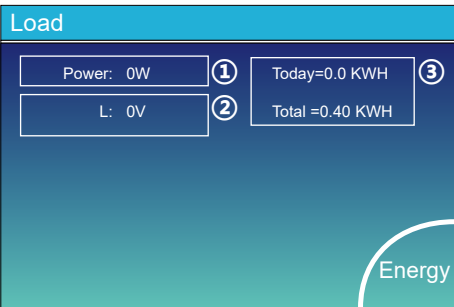 Load
Power: 0W ①
L: 0V ②
Today=0.0 KWH ③
Total =0.40 KWH
Energy